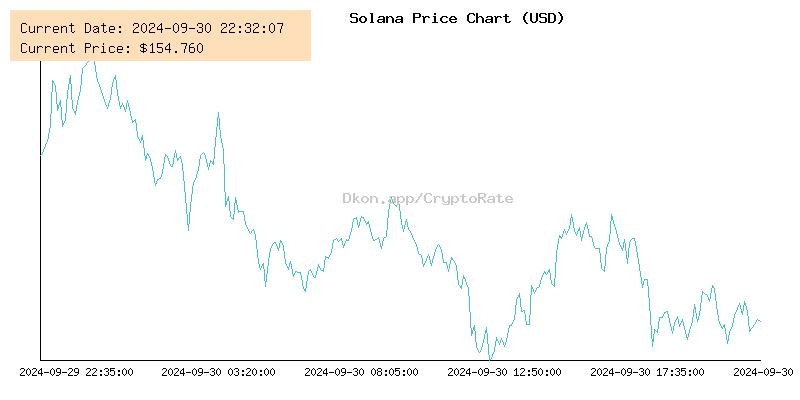 Solana Price Chart (USD)
Current Date: 2024-09-30 22:32:07
Current Price: $154.760
Dkon.app/CryptoRate
2024-09-29 22:35:00 2024-09-30 03:20:00 2024-09-30 08:05:00 2024-09-30 12:50:00 2024-09-30 17:35:00 2024-09-30